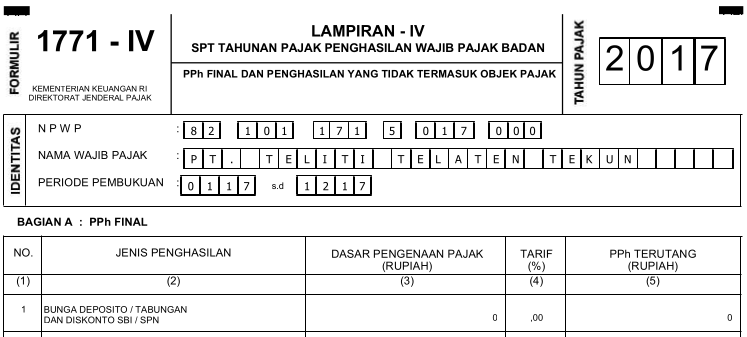 FORMULIR
1771 - IV
KEMENTERIAN KEUANGAN RI
DIREKTORAT JENDERAL PAJAK
LAMPIRAN - IV
SPT TAHUNAN PAJAK PENGHASILAN WAJIB PAJAK BADAN
PPh FINAL DAN PENGHASILAN YANG TIDAK TERMASUK OBJEK PAJAK
TAHUN PAJAK
2017
IDENTITAS
N P W P : 82 101 171 5 017 000
NAMA WAJIB PAJAK : PT. TELITI TELATEN TEKUN
PERIODE PEMBUKUAN : 0117 s.d 1217
BAGIAN A : PPh FINAL
NO. JENIS PENGHASILAN DASAR PENGENAAN PAJAK TARIF PPh TERUTANG
(RUPIAH) (%) (RUPIAH)
(1) (2) (3) (4) (5)
1 BUNGA DEPOSITO / TABUNGAN
DAN DISKONTO SBI / SPN 0 ,00 0